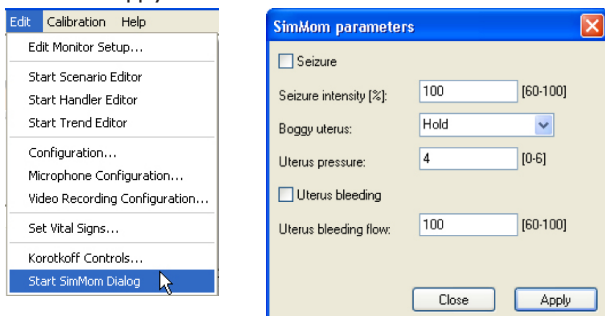 Edit Calibration Help
Edit Monitor Setup...
Start Scenario Editor
Start Handler Editor
Start Trend Editor
Configuration...
Microphone Configuration...
Video Recording Configuration...
Set Vital Signs...
Korotkoff Controls...
Start SimMom Dialog
SimMom parameters
Seizure
Seizure intensity [%]: 100 [60-100]
Boggy uterus: Hold
Uterus pressure: 4 [0-6]
Uterus bleeding
Uterus bleeding flow: 100 [60-100]
Close Apply